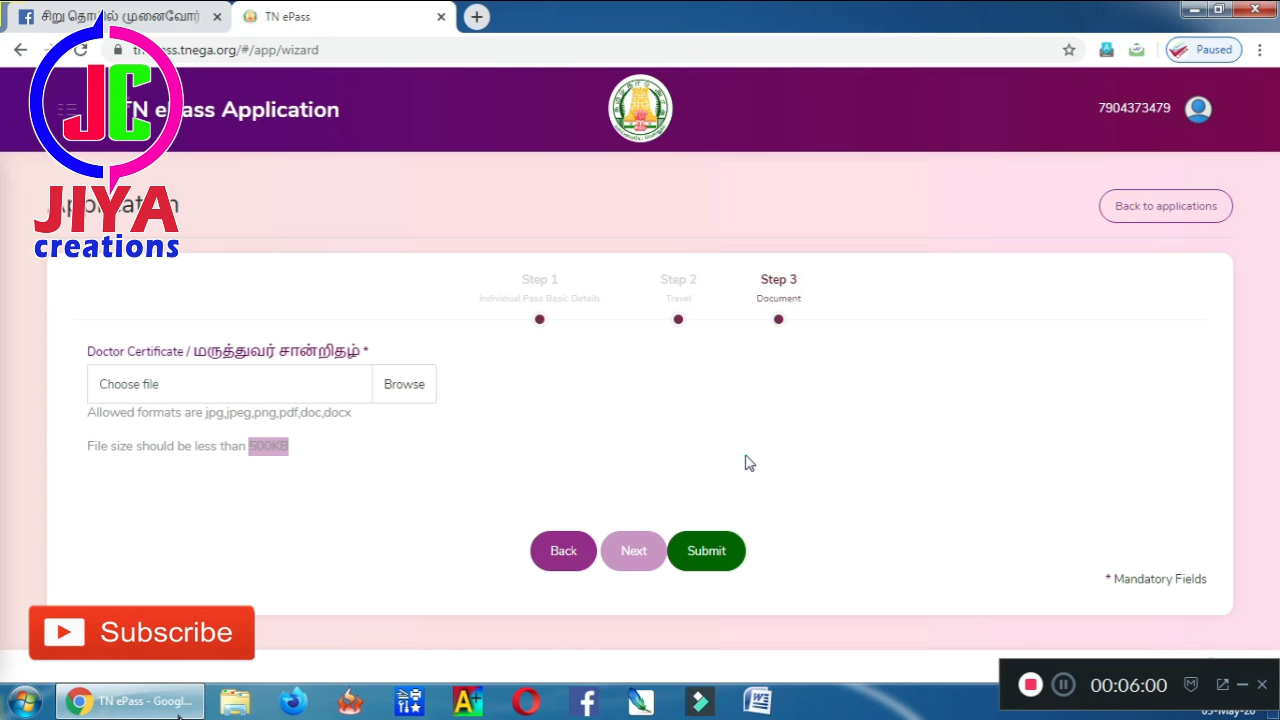 சிறு தொழில் முனைவோர்
TN ePass
ss.tnega.org/#/app/wizard
Paused
JC
JIYA
creations
TN ePass Application
7904373479
Application
Back to applications
Step 1
Individual Pass Basic Details
Step 2
Travel
Step 3
Document
Doctor Certificate / மருத்துவர் சான்றிதழ் *
Choose file
Browse
Allowed formats are jpg,jpeg,png,pdf,doc,docx
File size should be less than 500KB
Back
Next
Submit
* Mandatory Fields
Subscribe
TN ePass - Googl...
00:06:00